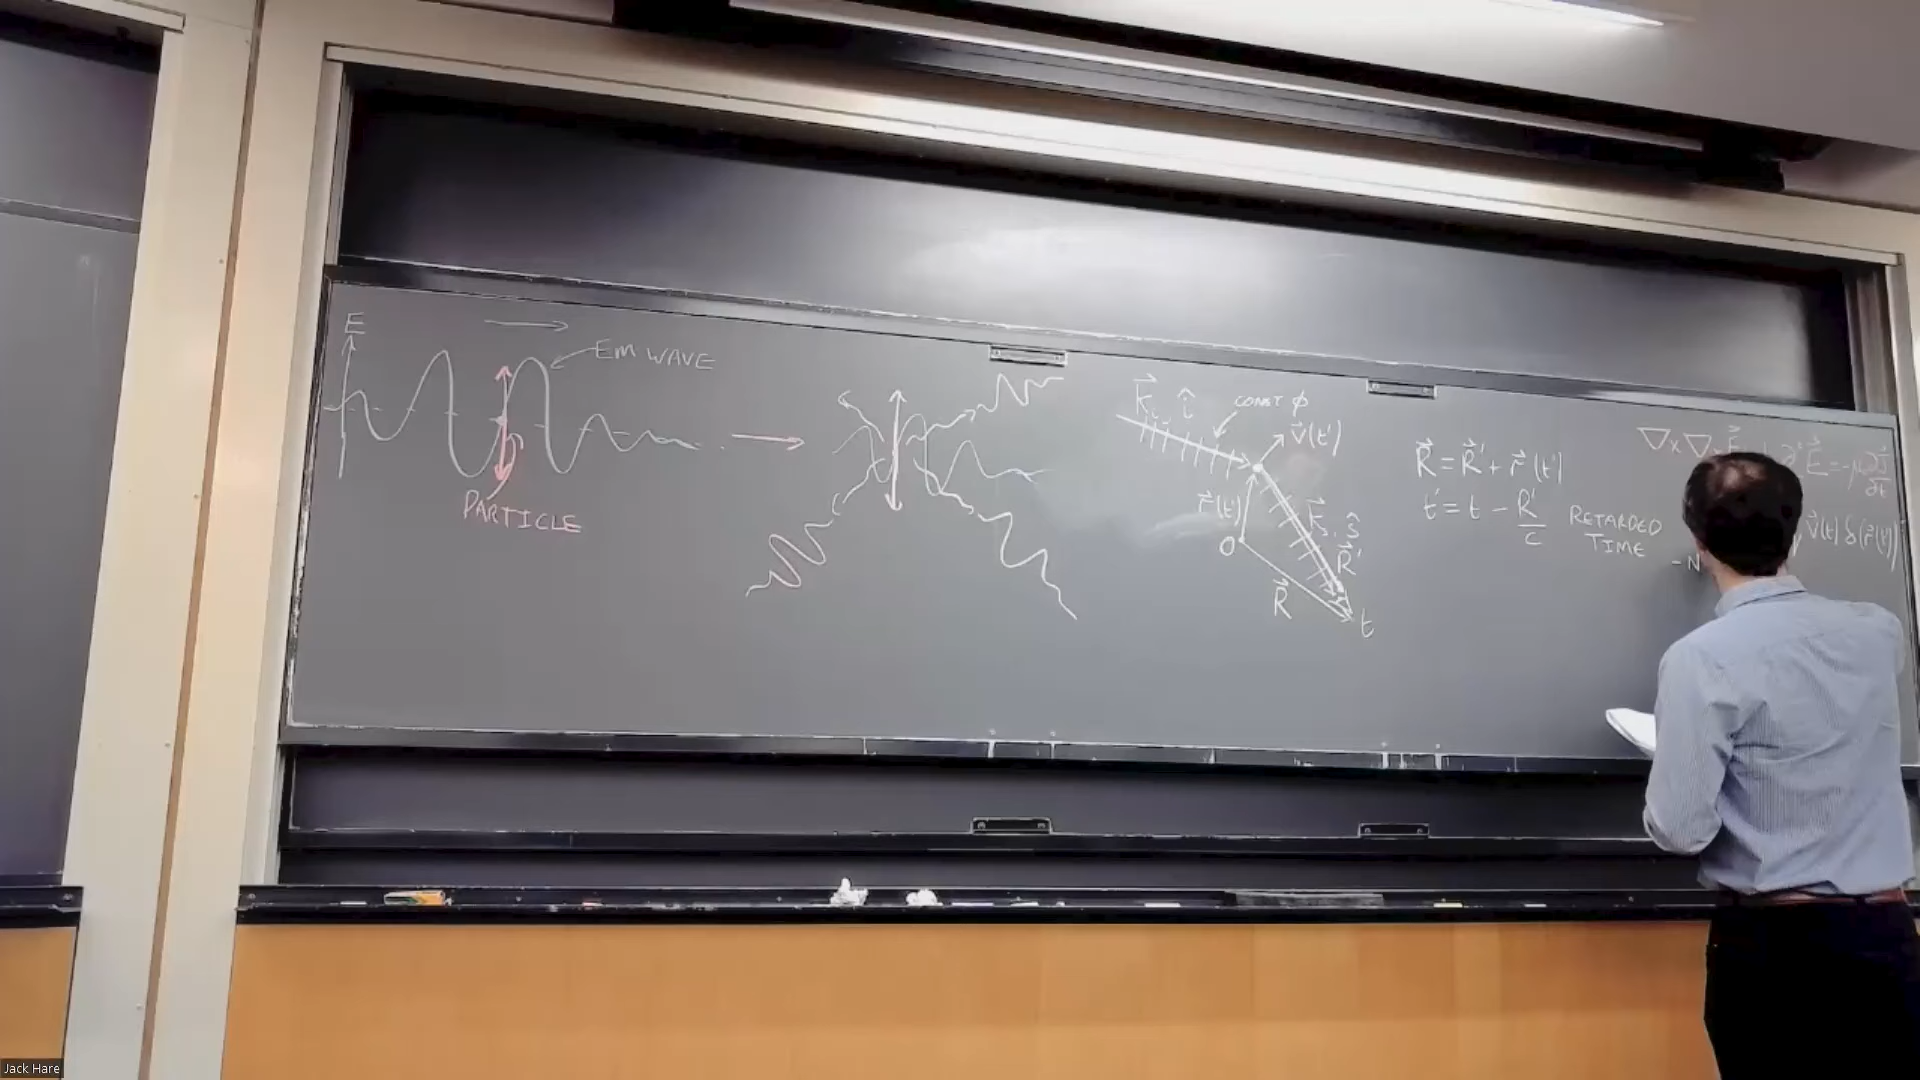 E
EM WAVE
PARTICLE
k⃗ᵢ î
CONST ϕ
v⃗(t')
r⃗(t')
k⃗ₛ, ŝ
R⃗'
O
R⃗
t
R⃗ = R⃗' + r⃗(t')
t' = t - R'/c
RETARDED
TIME
∇×∇
E⃗ = -μ ∂J⃗/∂t
v⃗(t) δ(r⃗(t'))
Jack Hare